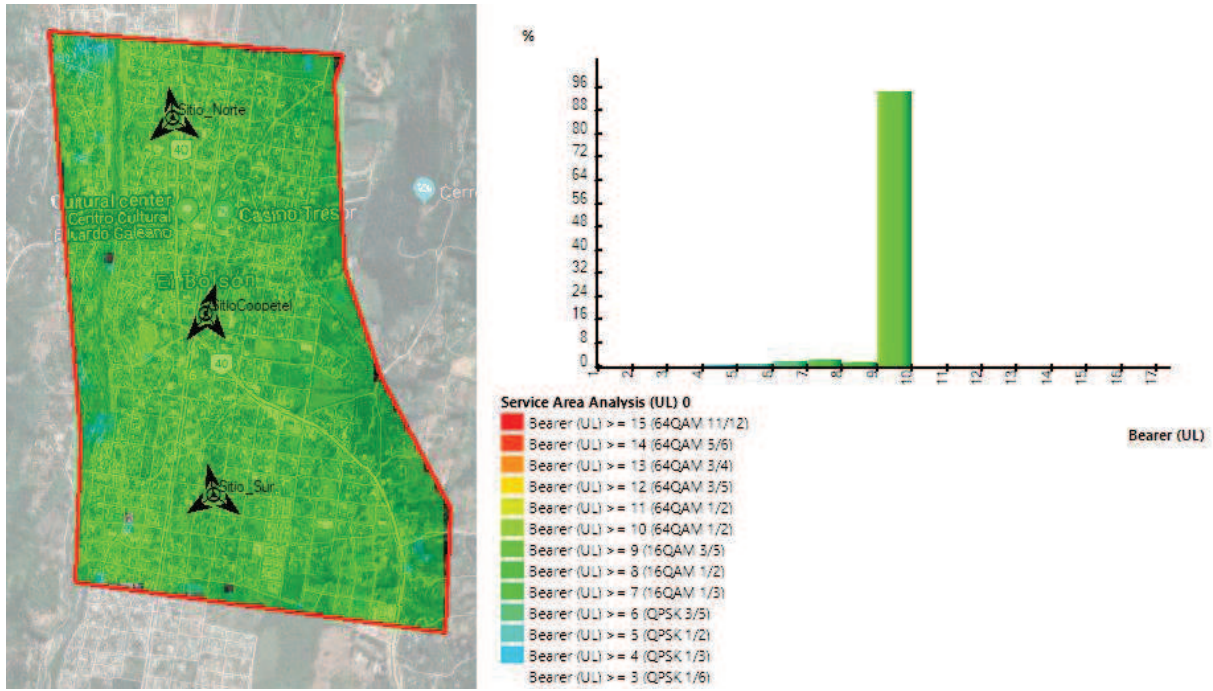 Sitio_Norte
40
Cultural center
Centro Cultural
Eduardo Galeano
Casino Tresor
Cerro
El Bolsón
SitioCoopetel
40
Sitio_Sur
%
96
88
80
72
64
56
48
40
32
24
16
8
0
1 2 3 4 5 6 7 8 9 10 11 12 13 14 15 16 17
Bearer (UL)
Service Area Analysis (UL) 0
Bearer (UL) >= 15 (64QAM 11/12)
Bearer (UL) >= 14 (64QAM 5/6)
Bearer (UL) >= 13 (64QAM 3/4)
Bearer (UL) >= 12 (64QAM 3/5)
Bearer (UL) >= 11 (64QAM 1/2)
Bearer (UL) >= 10 (64QAM 1/2)
Bearer (UL) >= 9 (16QAM 3/5)
Bearer (UL) >= 8 (16QAM 1/2)
Bearer (UL) >= 7 (16QAM 1/3)
Bearer (UL) >= 6 (QPSK 3/5)
Bearer (UL) >= 5 (QPSK 1/2)
Bearer (UL) >= 4 (QPSK 1/3)
Bearer (UL) >= 3 (QPSK 1/6)